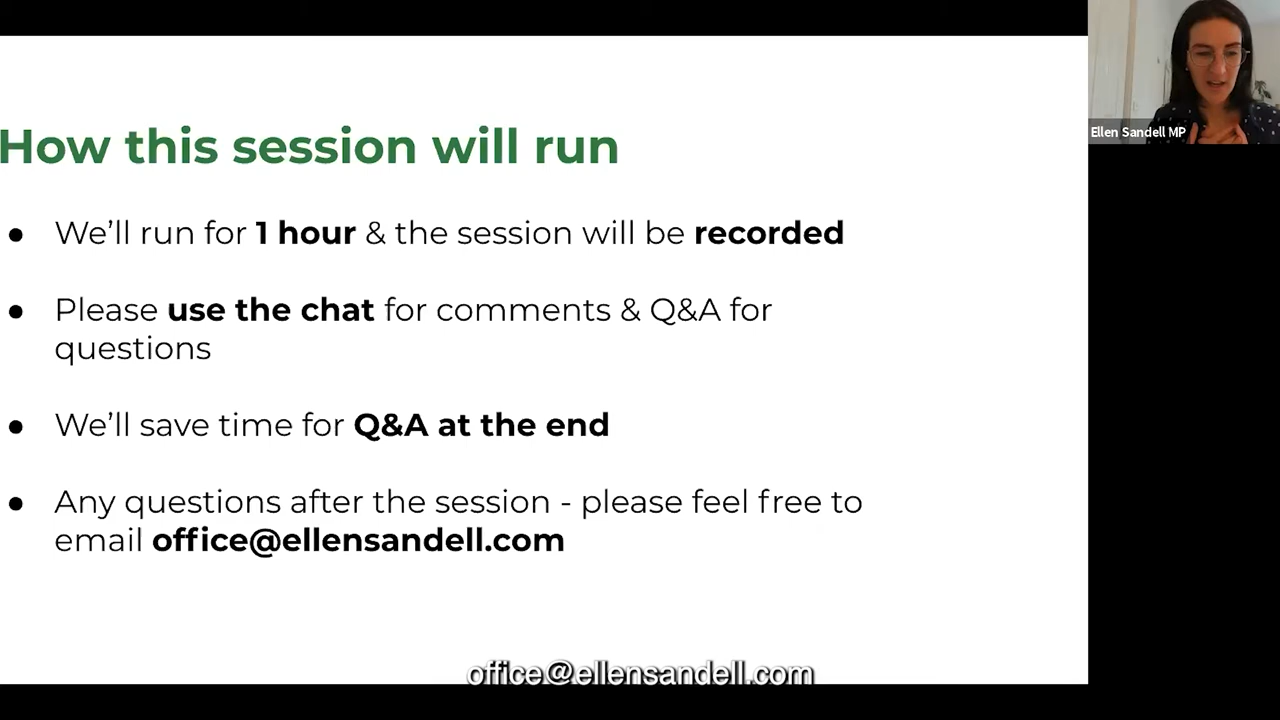 How this session will run
● We'll run for 1 hour & the session will be recorded
● Please use the chat for comments & Q&A for
questions
● We'll save time for Q&A at the end
● Any questions after the session - please feel free to
email office@ellensandell.com
office@ellensandell.com
Ellen Sandell MP